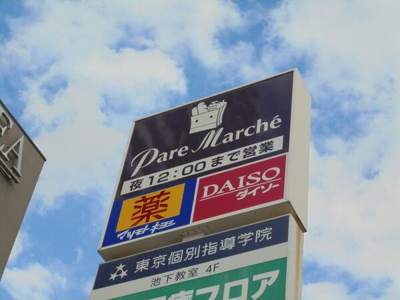 Pare Marché
夜12:00まで営業
薬
マツモトキヨシ
DAISO
ダイソー
東京個別指導学院
池下教室 4F
療フロア
EA